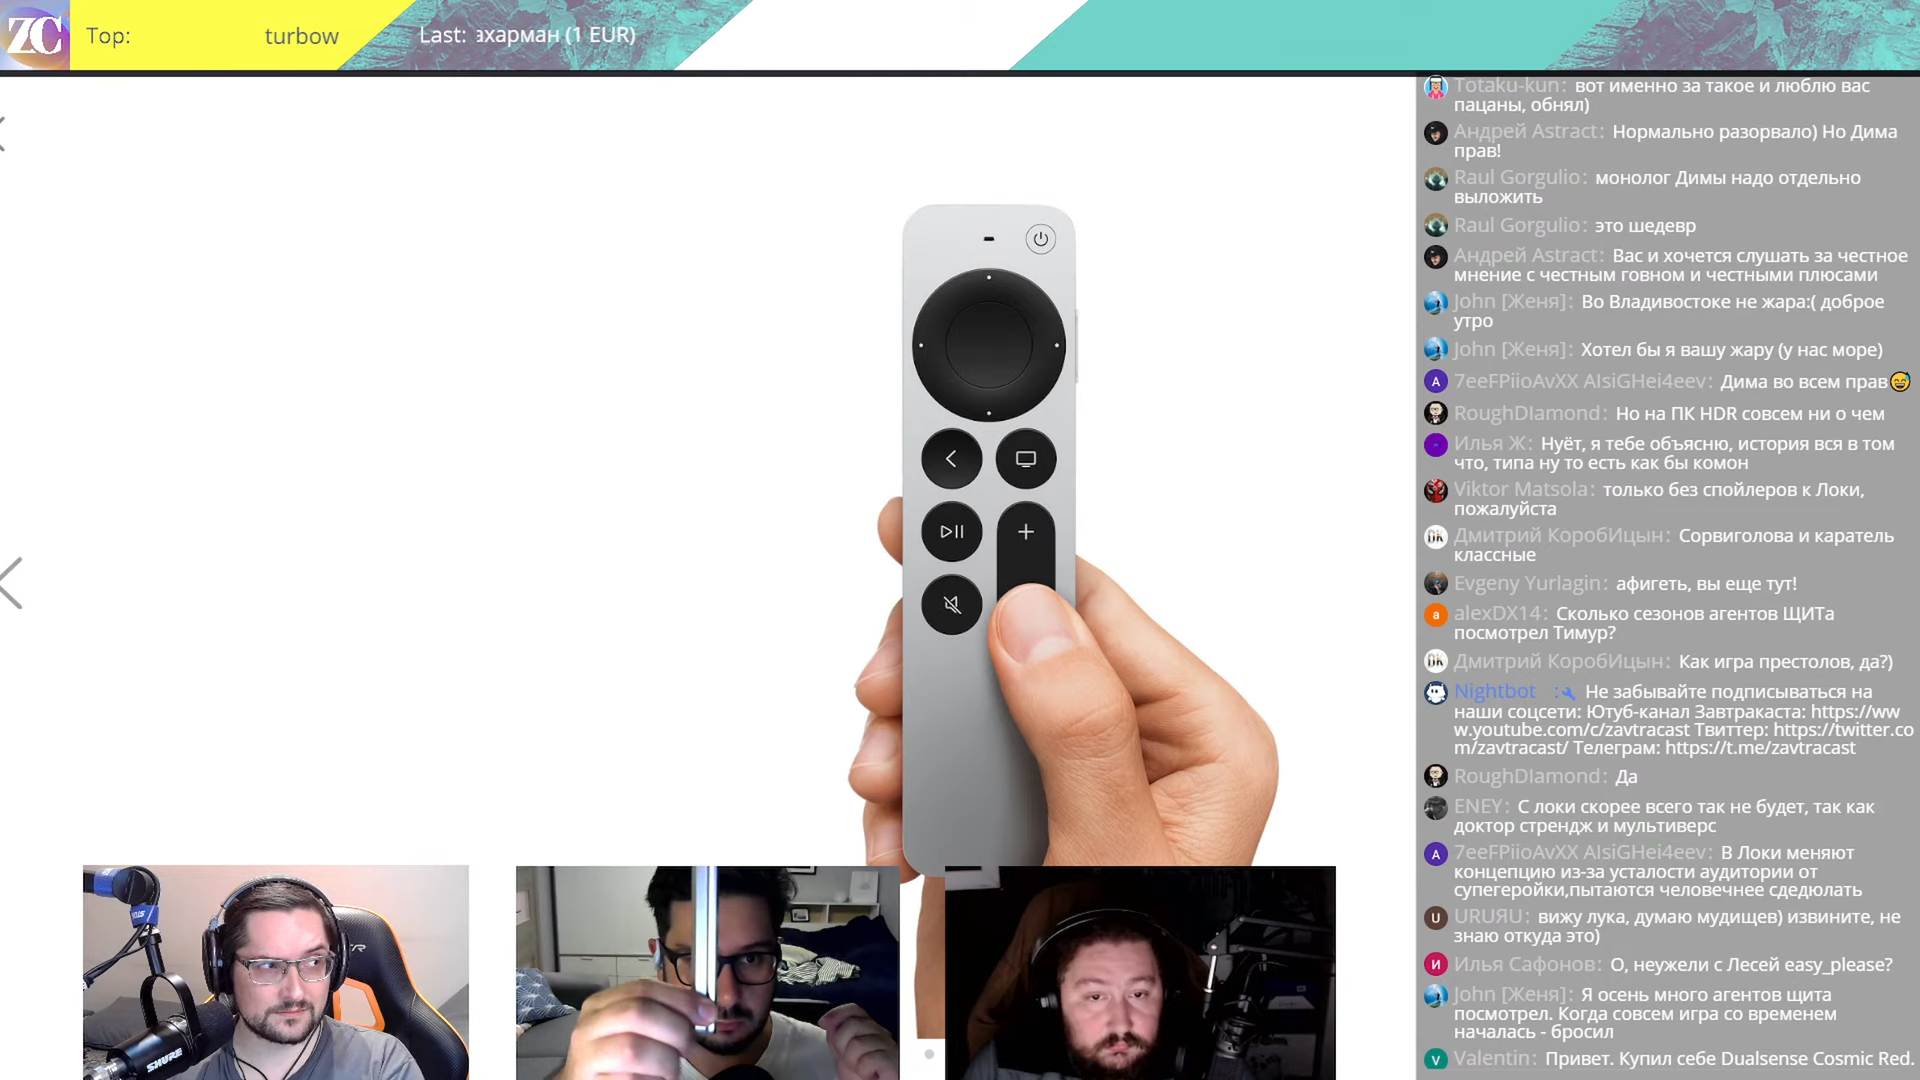 ZC
Top:
turbow
Last: ахарман (1 EUR)
Totaku-kun: вот именно за такое и люблю вас
пацаны, обнял)
Андрей Astract: Нормально разорвало) Но Дима
прав!
Raul Gorgulio: монолог Димы надо отдельно
выложить
Raul Gorgulio: это шедевр
Андрей Astract: Вас и хочется слушать за честное
мнение с честным говном и честными плюсами
John [Женя]: Во Владивостоке не жара:( доброе
утро
John [Женя]: Хотел бы я вашу жару (у нас море)
A 7eeFPiioAvXX AIsiGHei4eev: Дима во всем прав
RoughDIamond: Но на ПК HDR совсем ни о чем
Илья Ж: Нуёт, я тебе объясню, история вся в том
что, типа ну то есть как бы комон
Viktor Matsola: только без спойлеров к Локи,
пожалуйста
DK Дмитрий КоробИцын: Сорвиголова и каратель
классные
Evgeny Yurlagin: афигеть, вы еще тут!
a alexDX14: Сколько сезонов агентов ЩИТа
посмотрел Тимур?
DK Дмитрий КоробИцын: Как игра престолов, да?)
Nightbot : Не забывайте подписываться на
наши соцсети: Ютуб-канал Завтракаста: https://ww
w.youtube.com/c/zavtracast Твиттер: https://twitter.co
m/zavtracast/ Телеграм: https://t.me/zavtracast
RoughDIamond: Да
ENEY: С локи скорее всего так не будет, так как
доктор стрендж и мультиверс
A 7eeFPiioAvXX AIsiGHei4eev: В Локи меняют
концепцию из-за усталости аудитории от
супегеройки,пытаются человечнее сдедюлать
U URUЯU: вижу лука, думаю мудищев) извините, не
знаю откуда это)
И Илья Сафонов: О, неужели с Лесей easy_please?
John [Женя]: Я осень много агентов щита
посмотрел. Когда совсем игра со временем
началась - бросил
V Valentin: Привет. Купил себе Dualsense Cosmic Red.
SHURE